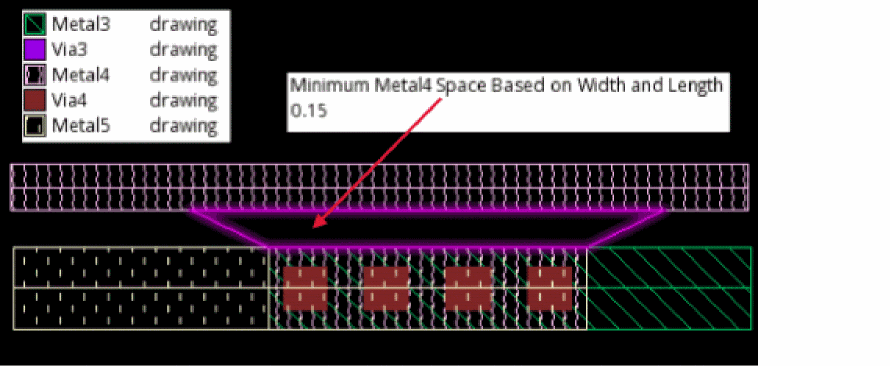 Metal3 drawing
Via3 drawing
Metal4 drawing
Via4 drawing
Metal5 drawing
Minimum Metal4 Space Based on Width and Length
0.15